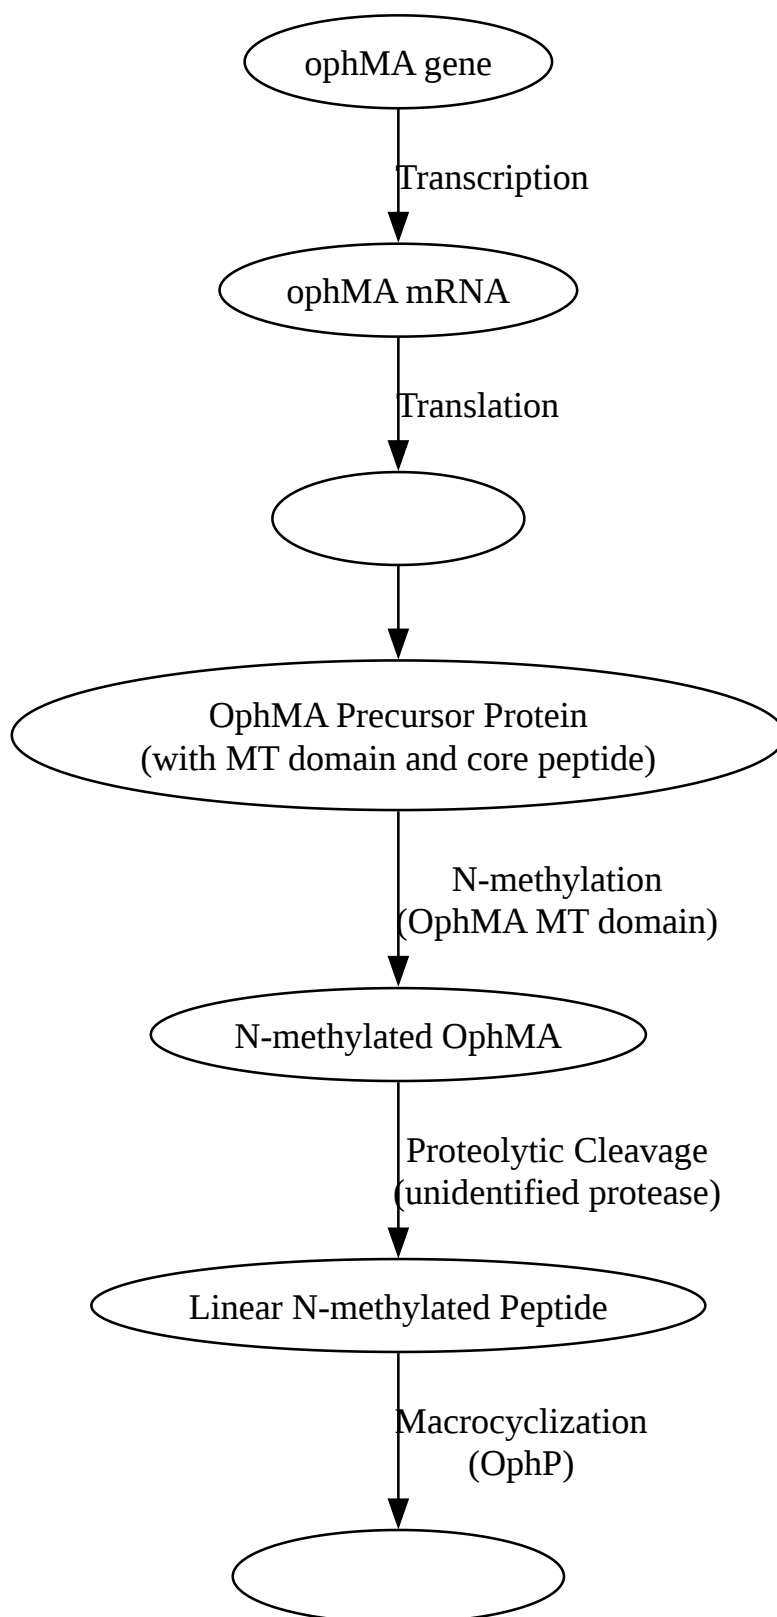 ophMA gene
Transcription
ophMA mRNA
Translation
OphMA Precursor Protein
(with MT domain and core peptide)
N-methylation
(OphMA MT domain)
N-methylated OphMA
Proteolytic Cleavage
(unidentified protease)
Linear N-methylated Peptide
Macrocyclization
(OphP)